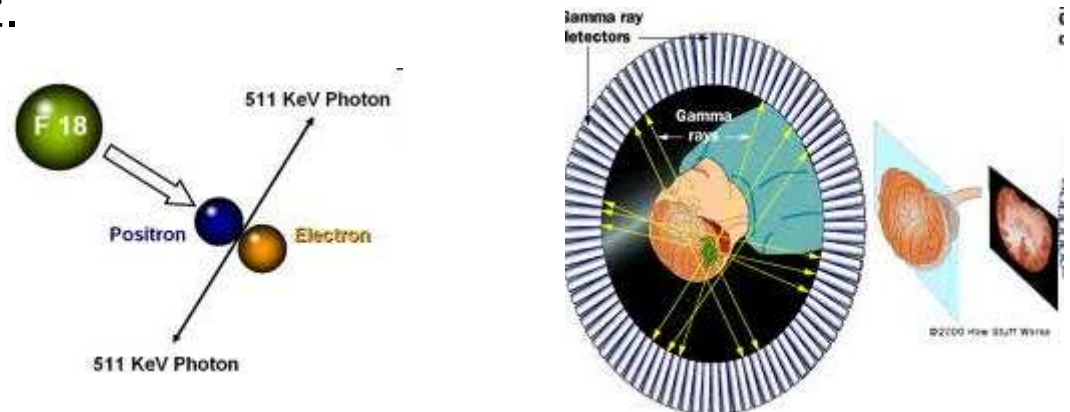 F 18
511 KeV Photon
Positron
Electron
511 KeV Photon
Gamma ray
detectors
Gamma
rays
©2000 How Stuff Works